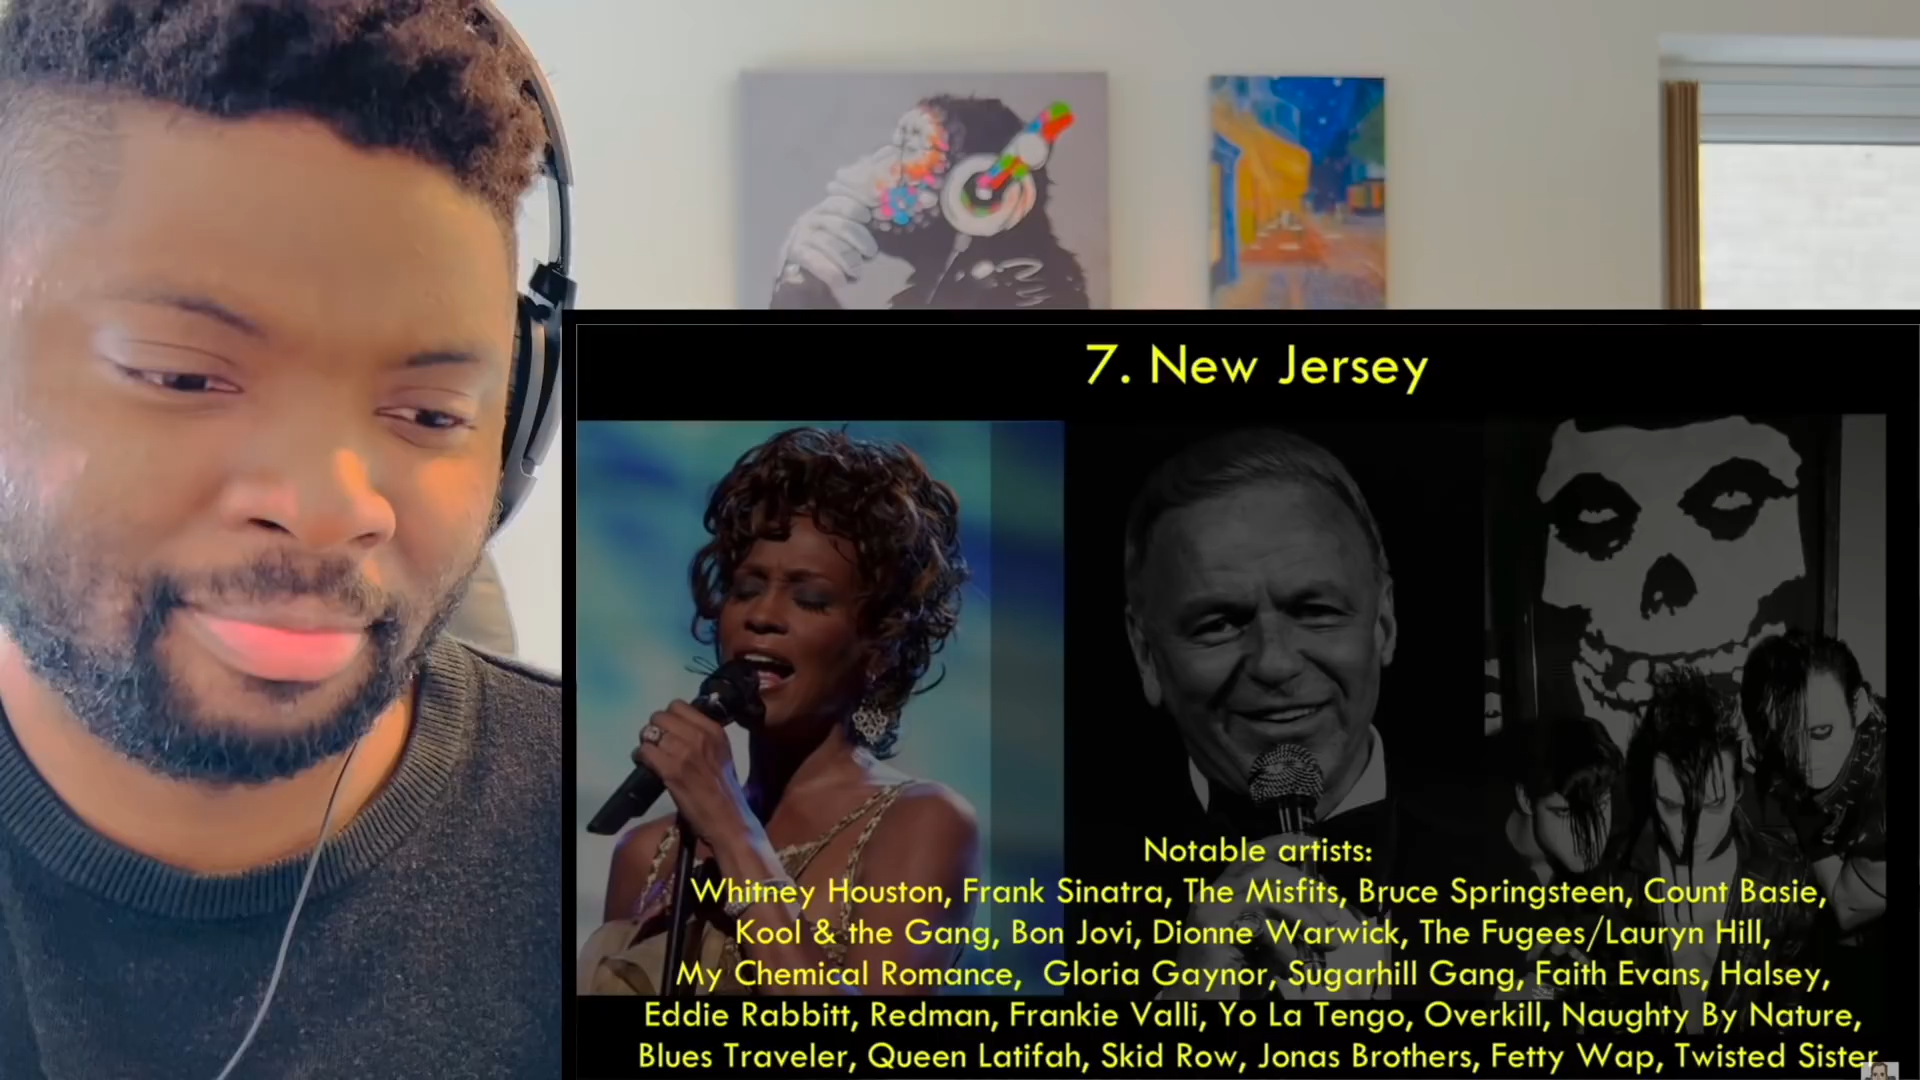 7. New Jersey
Notable artists:
Whitney Houston, Frank Sinatra, The Misfits, Bruce Springsteen, Count Basie,
Kool & the Gang, Bon Jovi, Dionne Warwick, The Fugees/Lauryn Hill,
My Chemical Romance, Gloria Gaynor, Sugarhill Gang, Faith Evans, Halsey,
Eddie Rabbitt, Redman, Frankie Valli, Yo La Tengo, Overkill, Naughty By Nature,
Blues Traveler, Queen Latifah, Skid Row, Jonas Brothers, Fetty Wap, Twisted Sister